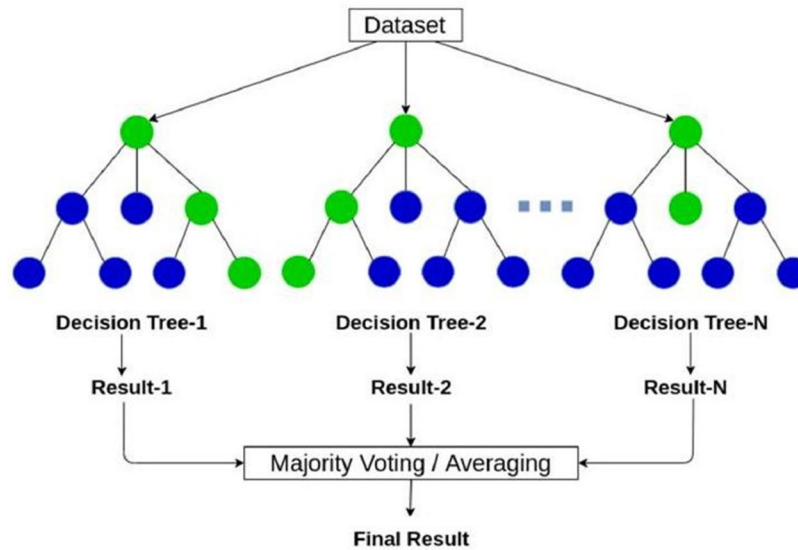 Dataset
Decision Tree-1
Decision Tree-2
Decision Tree-N
Result-1
Result-2
Result-N
Majority Voting / Averaging
Final Result